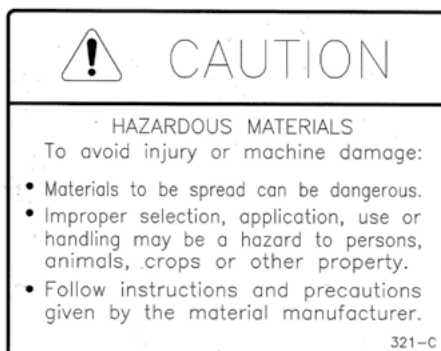 CAUTION
HAZARDOUS MATERIALS
To avoid injury or machine damage:
• Materials to be spread can be dangerous.
• Improper selection, application, use or
handling may be a hazard to persons,
animals, crops or other property.
• Follow instructions and precautions
given by the material manufacturer.
321-C